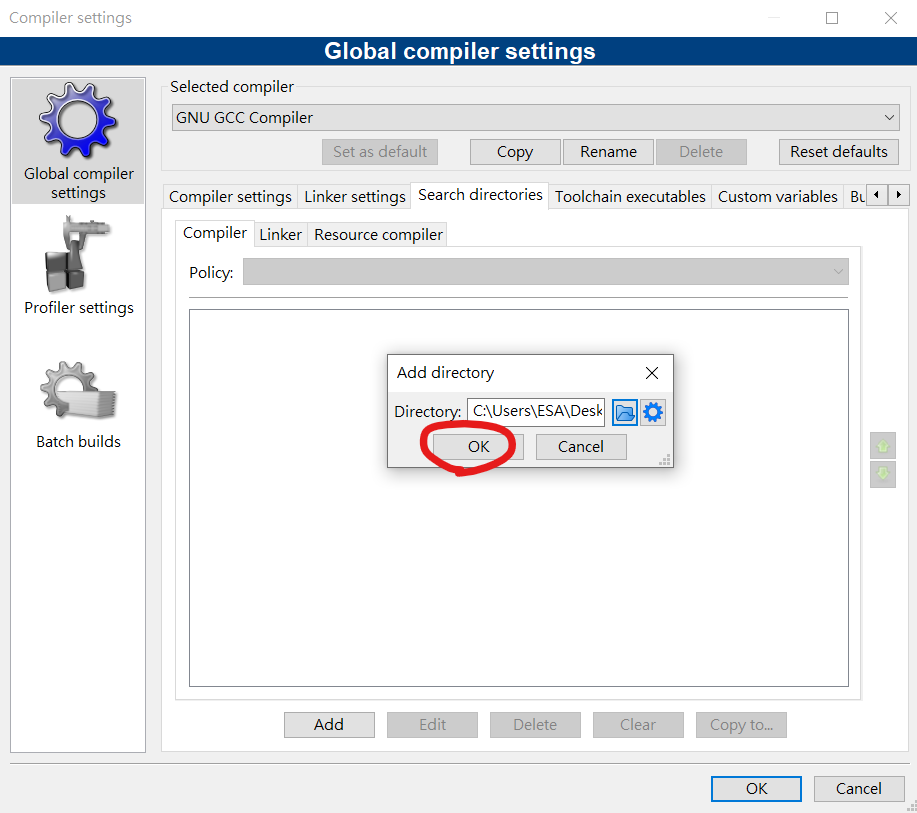 Compiler settings
Global compiler settings
Global compiler
settings
Profiler settings
Batch builds
Selected compiler
GNU GCC Compiler
Set as default Copy Rename Delete Reset defaults
Compiler settings Linker settings Search directories Toolchain executables Custom variables Bu
Compiler Linker Resource compiler
Policy:
Add directory
Directory: C:\Users\ESA\Desk
OK Cancel
Add Edit Delete Clear Copy to...
OK Cancel